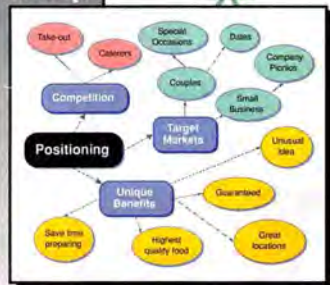 Special
Occasions
Dates
Take-out
Caterers
Couples
Company
Picnics
Competition
Small
Business
Target
Markets
Positioning
Unusual
Idea
Unique
Benefits
Guaranteed
Save time
preparing
Highest
quality food
Great
locations